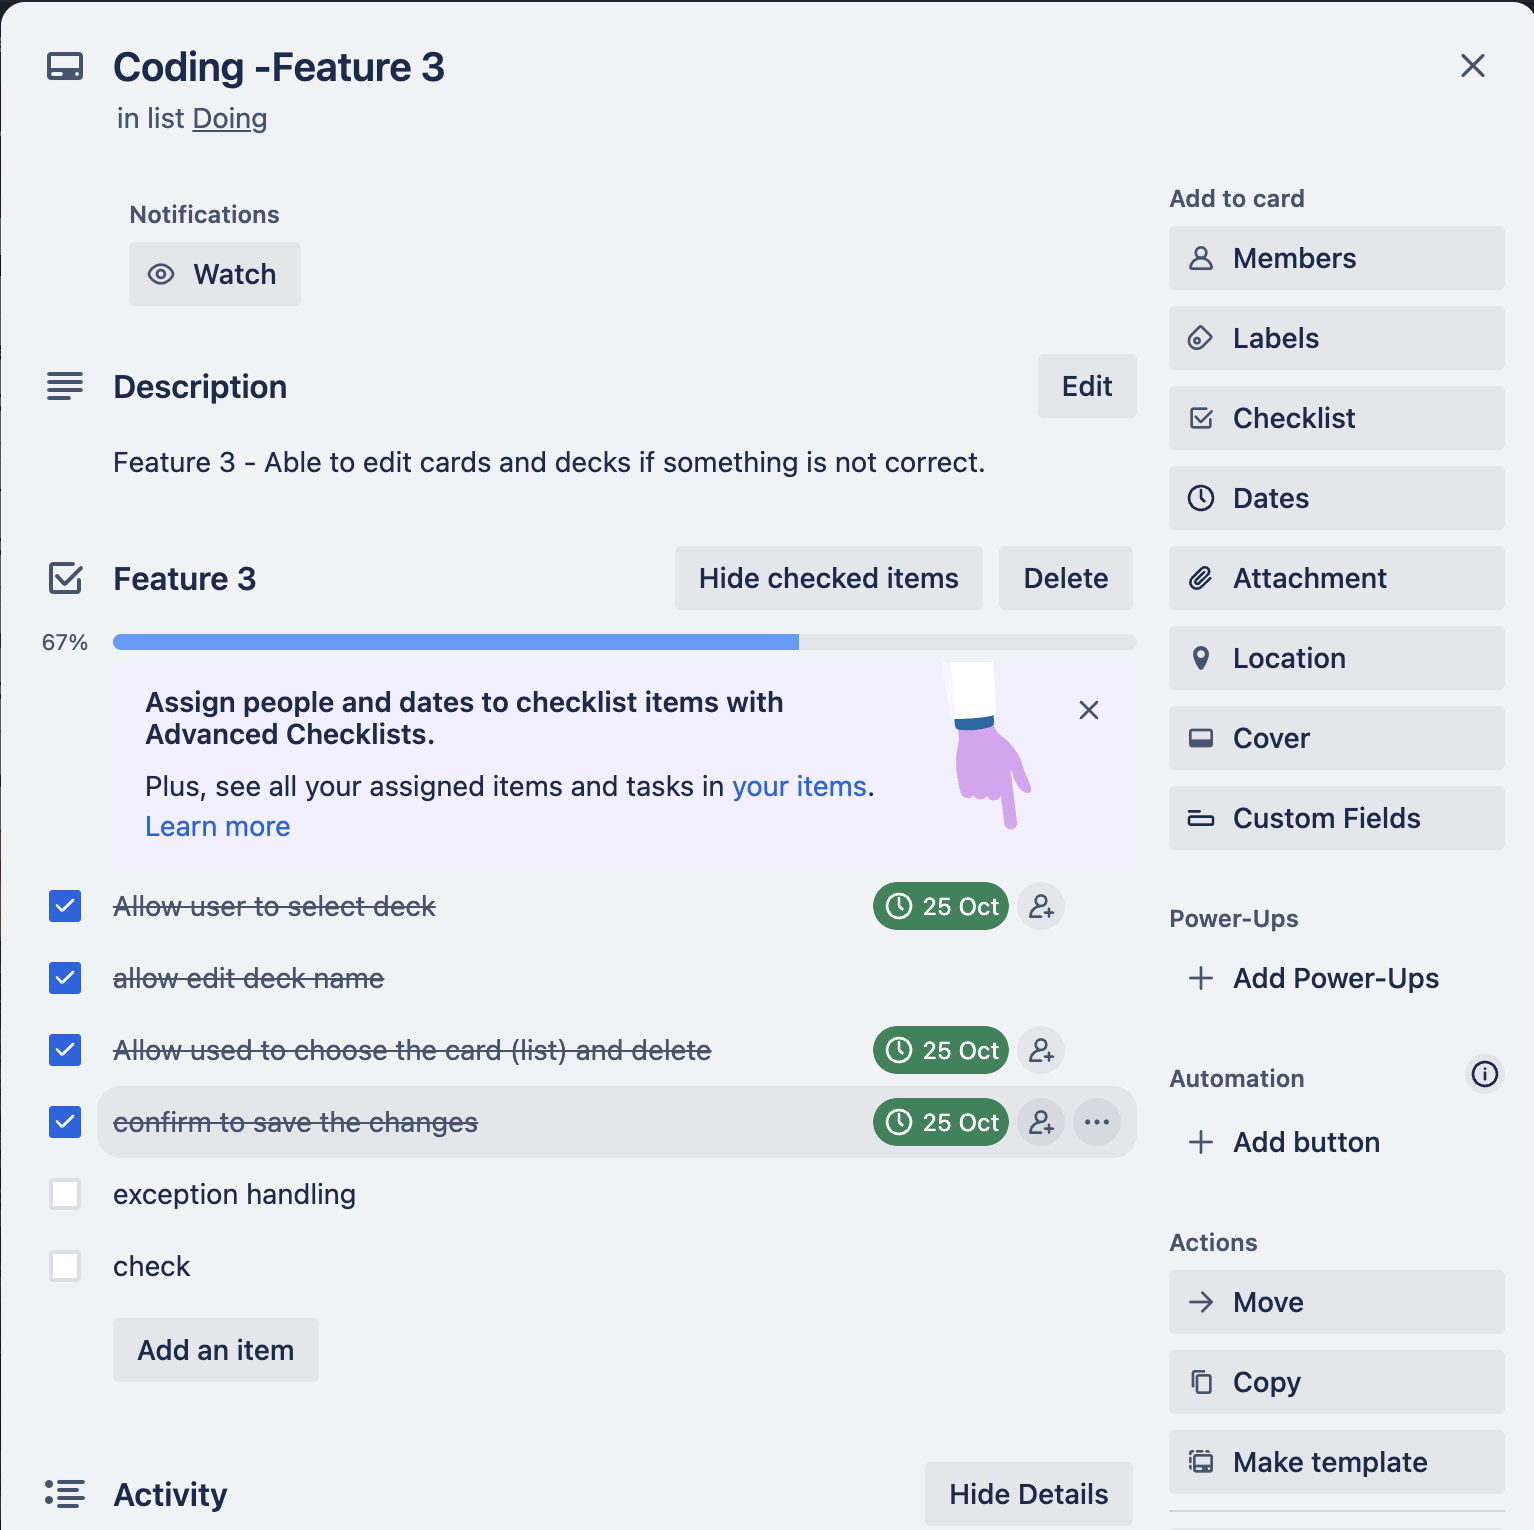 Coding -Feature 3
in list Doing
Notifications
Watch
Description
Edit
Feature 3 - Able to edit cards and decks if something is not correct.
Feature 3
Hide checked items
Delete
67%
Assign people and dates to checklist items with
Advanced Checklists.
Plus, see all your assigned items and tasks in your items.
Learn more
Allow user to select deck
25 Oct
allow edit deck name
Allow used to choose the card (list) and delete
25 Oct
confirm to save the changes
25 Oct
exception handling
check
Add an item
Activity
Hide Details
Add to card
Members
Labels
Checklist
Dates
Attachment
Location
Cover
Custom Fields
Power-Ups
Add Power-Ups
Automation
Add button
Actions
Move
Copy
Make template